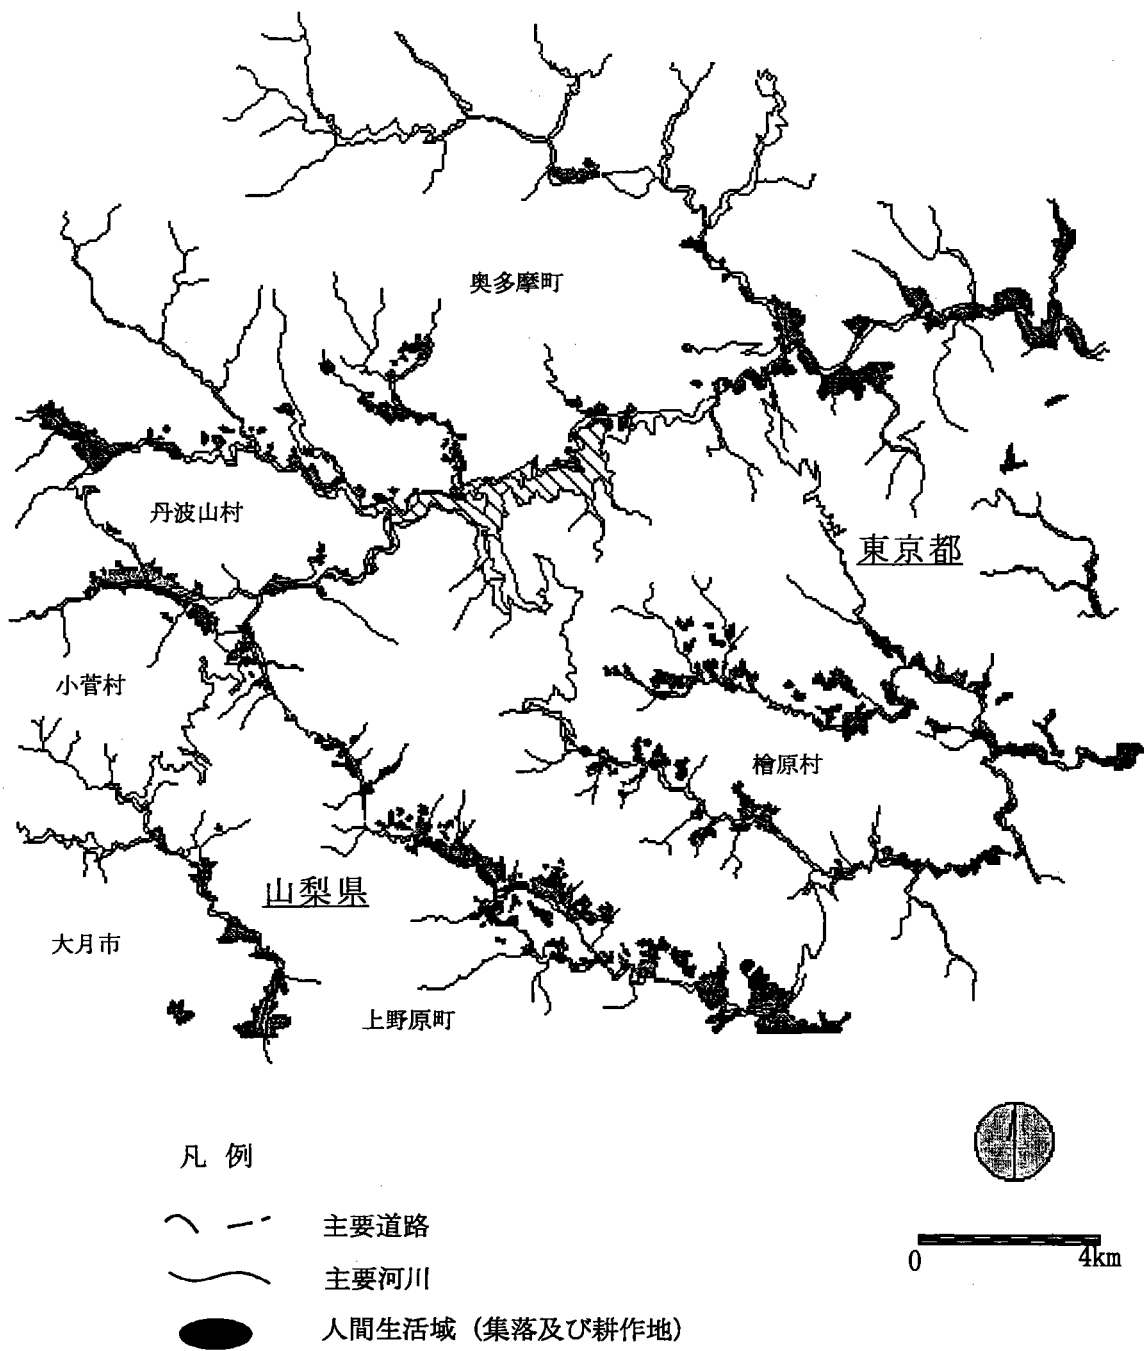 奥多摩町
丹波山村
東京都
小菅村
檜原村
山梨県
大月市
上野原町
凡 例
主要道路
0 4km
主要河川
人間生活域 (集落及び耕作地)